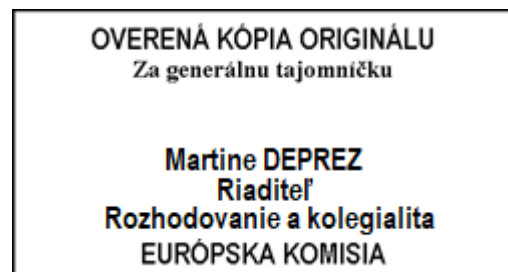 OVERENÁ KÓPIA ORIGINÁLU
Za generálnu tajomníčku
Martine DEPREZ
Riaditeľ
Rozhodovanie a kolegialita
EURÓPSKA KOMISIA